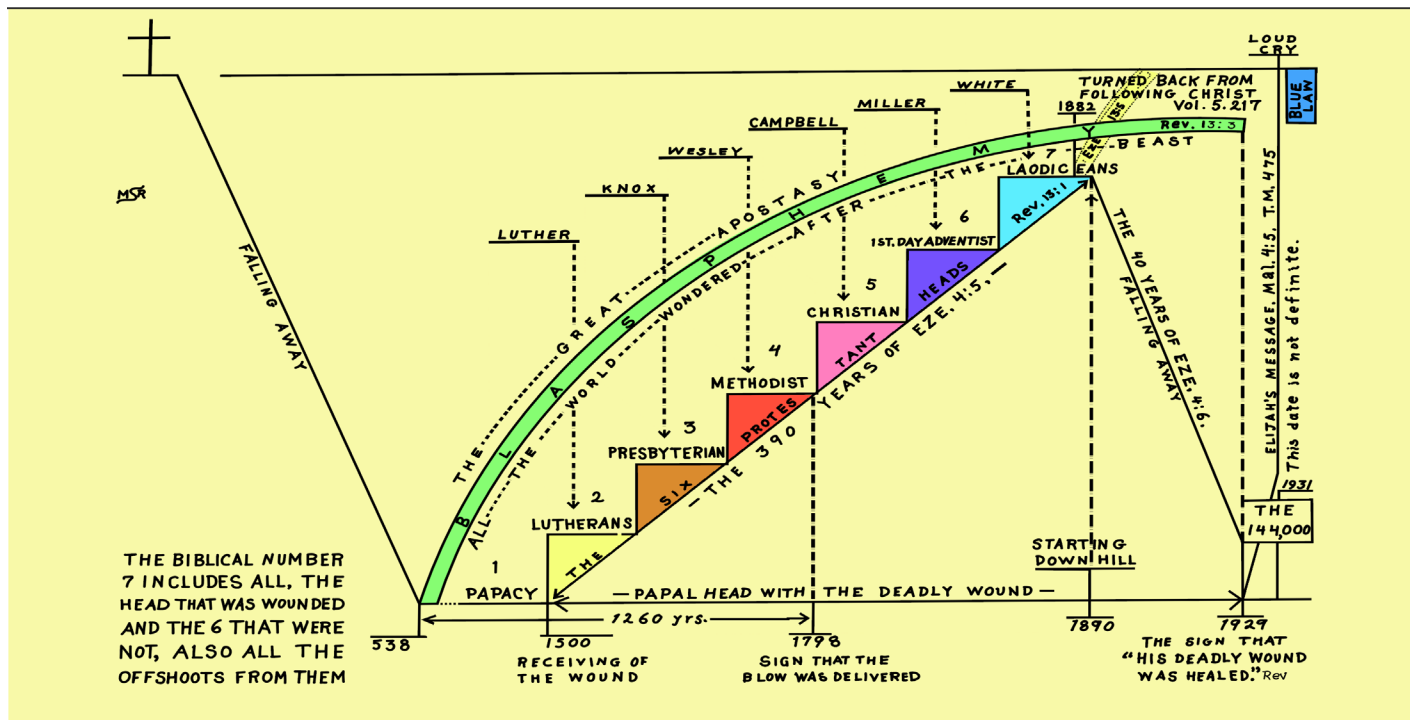 LOUD
CRY
BLUE
LAW
TURNED BACK FROM
FOLLOWING CHRIST
Vol. 5.217
1882
EZE 135
WHITE
MILLER
CAMPBELL
WESLEY
KNOX
LUTHER
MSR
FALLING AWAY
THE GREAT APOSTASY
BLASPHEMY
Rev. 13:3
ALL THE WORLD WONDERED AFTER THE BEAST
7
LAODICEANS
Rev. 13:1
6
1ST. DAY ADVENTIST
HEADS
5
CHRISTIAN
TANT
4
METHODIST
PROTES
3
PRESBYTERIAN
SIX
2
LUTHERANS
THE
1
PAPACY
— THE 390 YEARS OF EZE, 4:5, —
THE 40 YEARS OF EZE, 4:6.
FALLING AWAY
ELIJAH'S MESSAGE. Mal. 4:5, T.M. 475
This date is not definite.
1931
THE
144,000
STARTING
DOWN HILL
— PAPAL HEAD WITH THE DEADLY WOUND —
1260 yrs.
538
1500
1798
1890
1929
RECEIVING OF
THE WOUND
SIGN THAT THE
BLOW WAS DELIVERED
THE SIGN THAT
"HIS DEADLY WOUND
WAS HEALED." Rev
THE BIBLICAL NUMBER
7 INCLUDES ALL, THE
HEAD THAT WAS WOUNDED
AND THE 6 THAT WERE
NOT, ALSO ALL THE
OFFSHOOTS FROM THEM